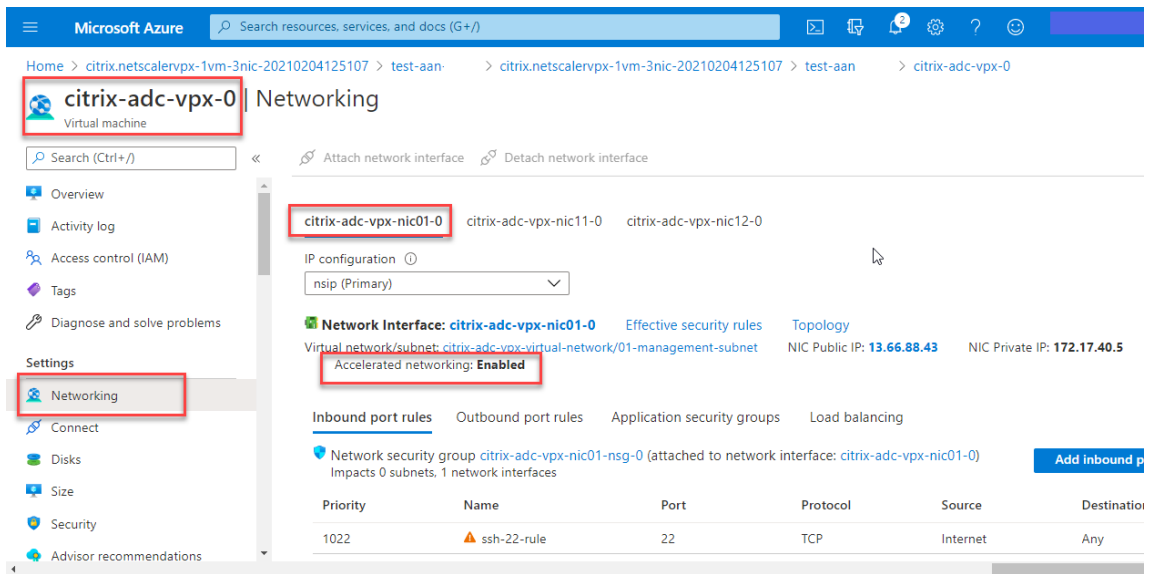 Microsoft Azure
Search resources, services, and docs (G+/)
2
Home > citrix.netscalervpx-1vm-3nic-20210204125107 > test-aan > citrix.netscalervpx-1vm-3nic-20210204125107 > test-aan > citrix-adc-vpx-0
citrix-adc-vpx-0 | Networking
Virtual machine
Search (Ctrl+/)
«
Attach network interface
Detach network interface
Overview
Activity log
Access control (IAM)
Tags
Diagnose and solve problems
Settings
Networking
Connect
Disks
Size
Security
Advisor recommendations
citrix-adc-vpx-nic01-0
citrix-adc-vpx-nic11-0
citrix-adc-vpx-nic12-0
IP configuration
nsip (Primary)
Network Interface: citrix-adc-vpx-nic01-0 Effective security rules Topology
Virtual network/subnet: citrix-adc-vpx-virtual-network/01-management-subnet NIC Public IP: 13.66.88.43 NIC Private IP: 172.17.40.5
Accelerated networking: Enabled
Inbound port rules Outbound port rules Application security groups Load balancing
Network security group citrix-adc-vpx-nic01-nsg-0 (attached to network interface: citrix-adc-vpx-nic01-0)
Impacts 0 subnets, 1 network interfaces
Add inbound p
Priority Name Port Protocol Source Destination
1022 ssh-22-rule 22 TCP Internet Any